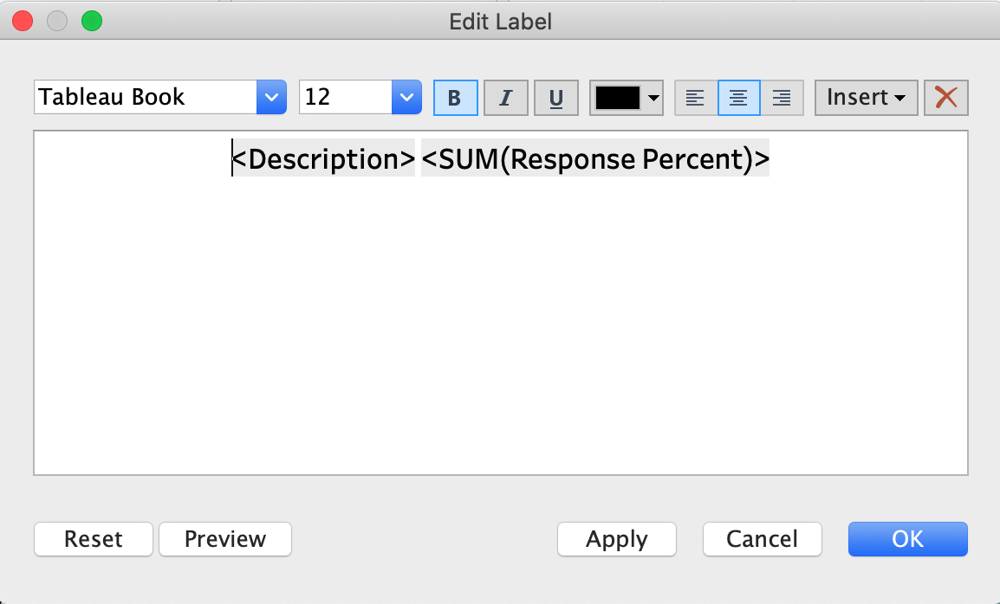 Edit Label
Tableau Book 12 B I U Insert
<Description> <SUM(Response Percent)>
Reset Preview Apply Cancel OK